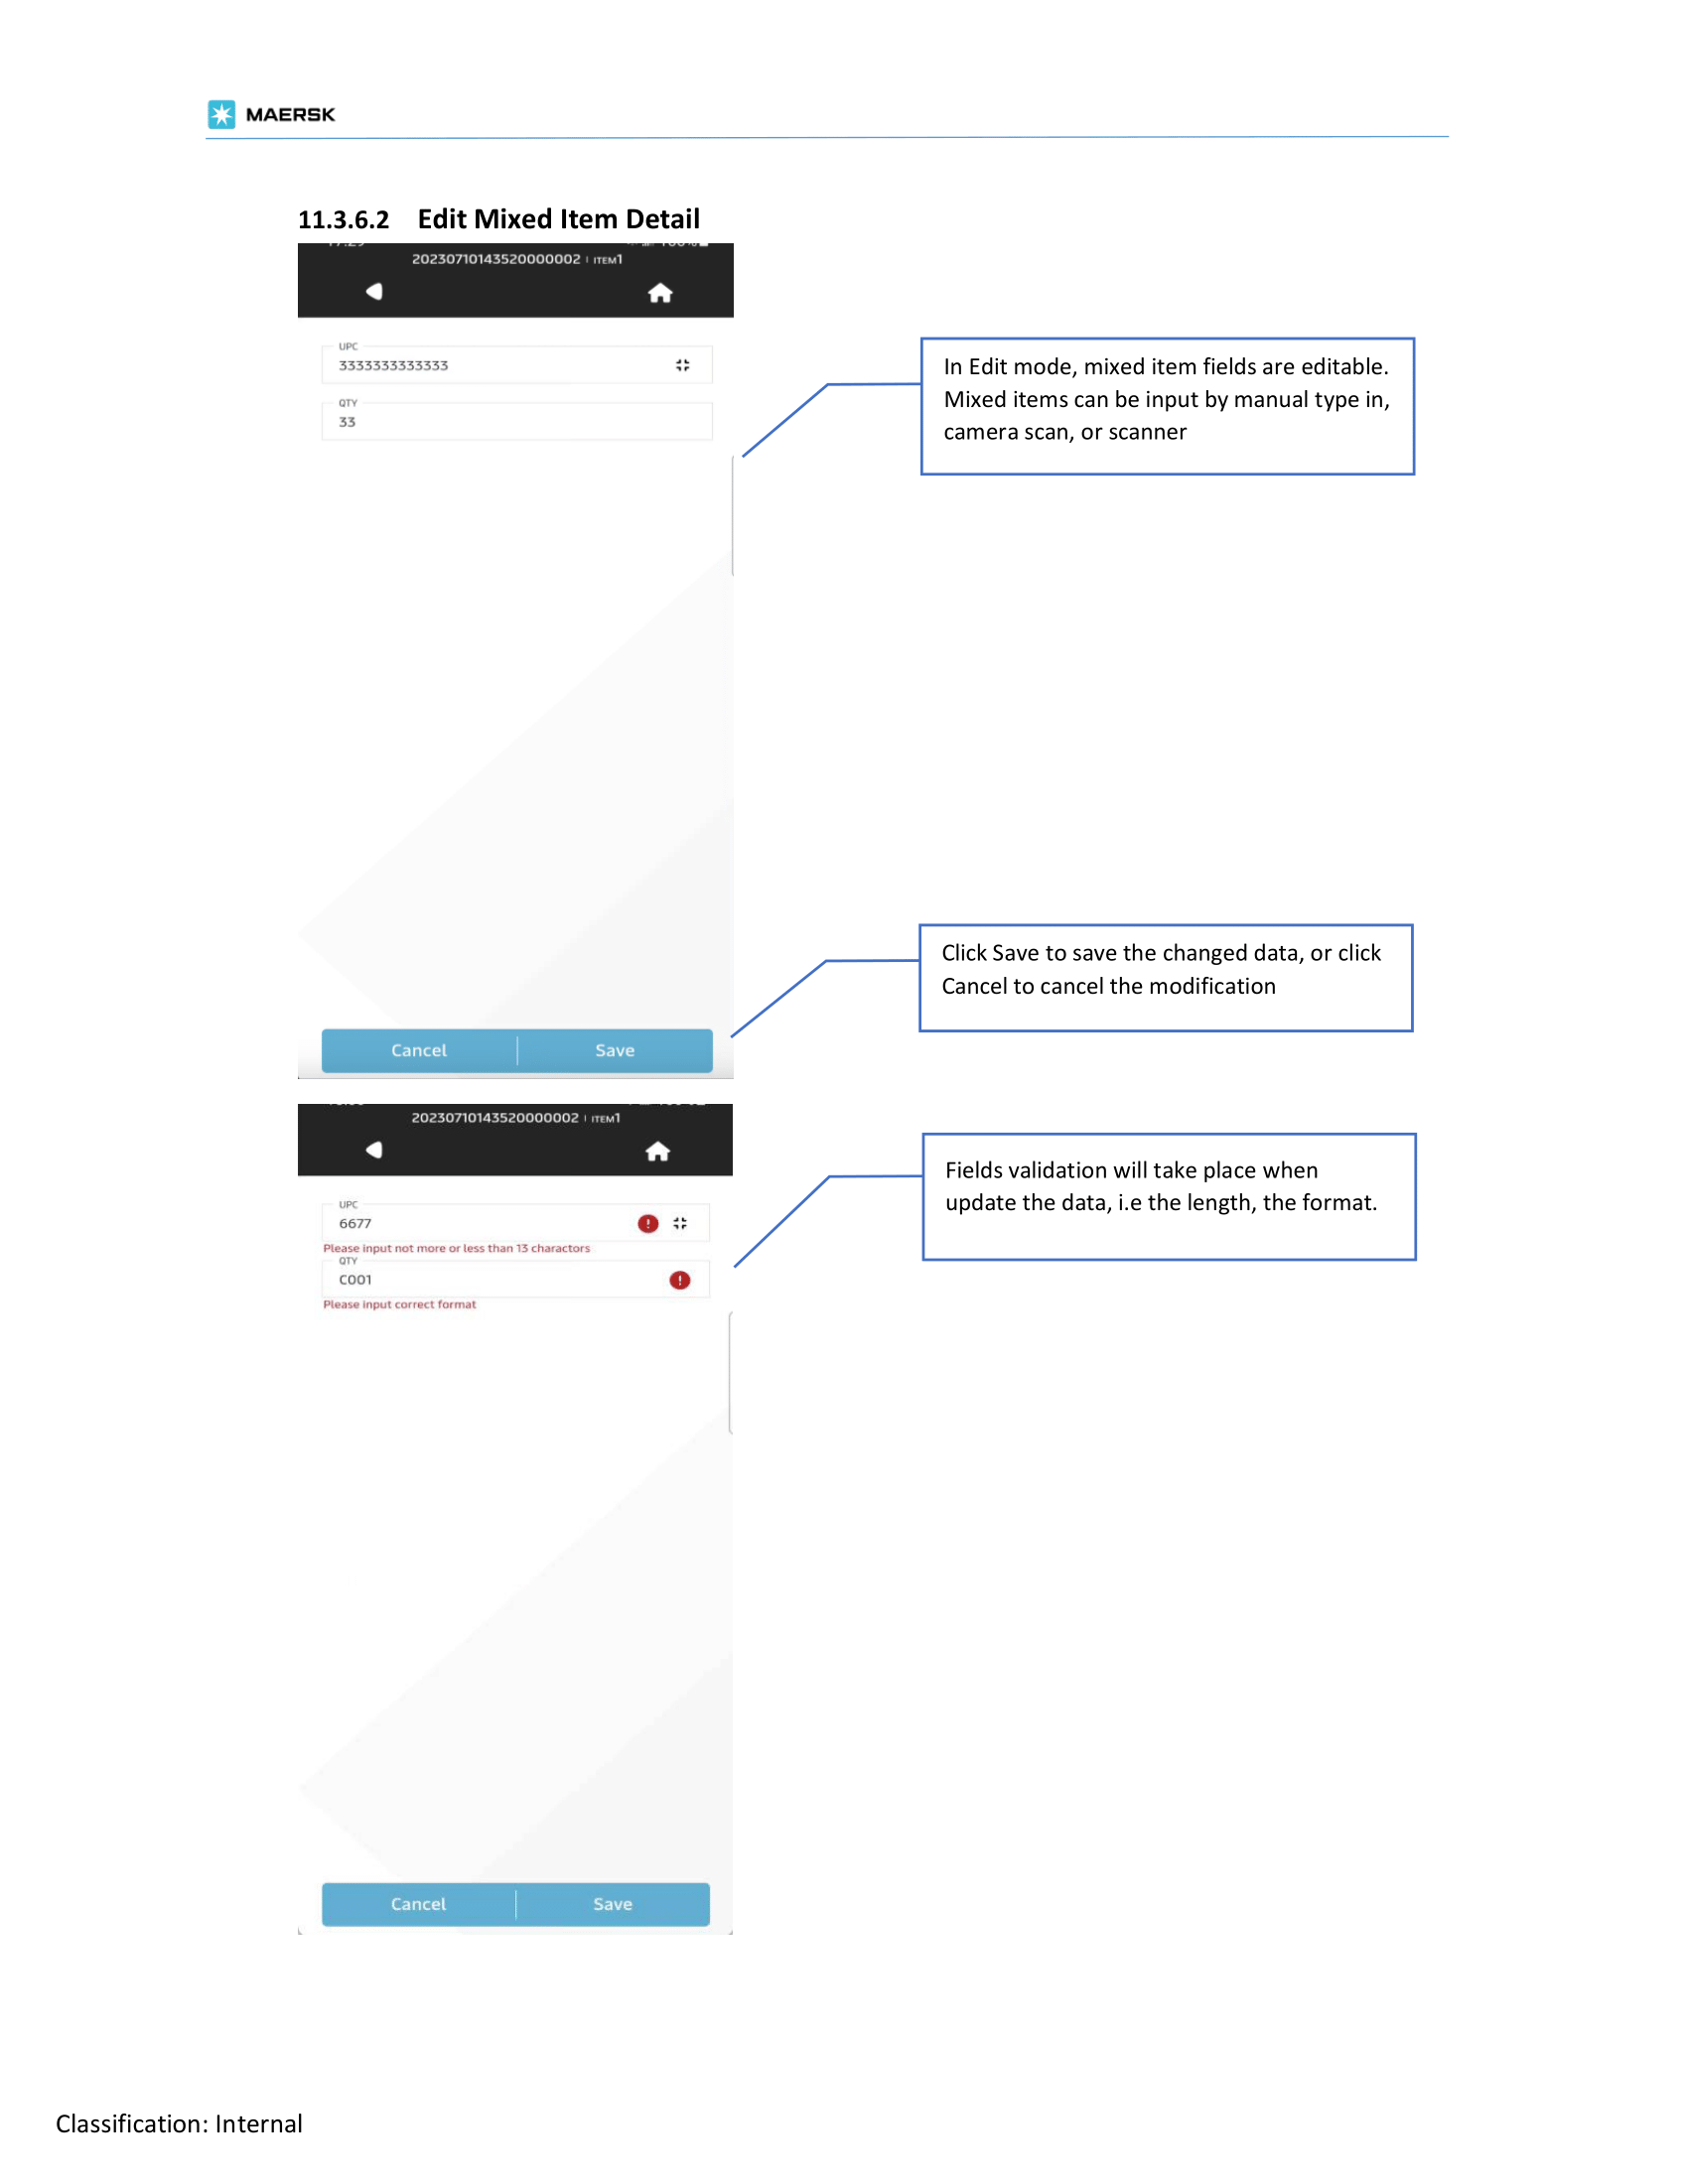 MAERSK
11.3.6.2 Edit Mixed Item Detail
20230710143520000002 | ITEM1
UPC
3333333333333
QTY
33
In Edit mode, mixed item fields are editable.
Mixed items can be input by manual type in,
camera scan, or scanner
Click Save to save the changed data, or click
Cancel to cancel the modification
Cancel Save
20230710143520000002 | ITEM1
UPC
6677
Please input not more or less than 13 charactors
QTY
C001
Please input correct format
Fields validation will take place when
update the data, i.e the length, the format.
Cancel Save
Classification: Internal